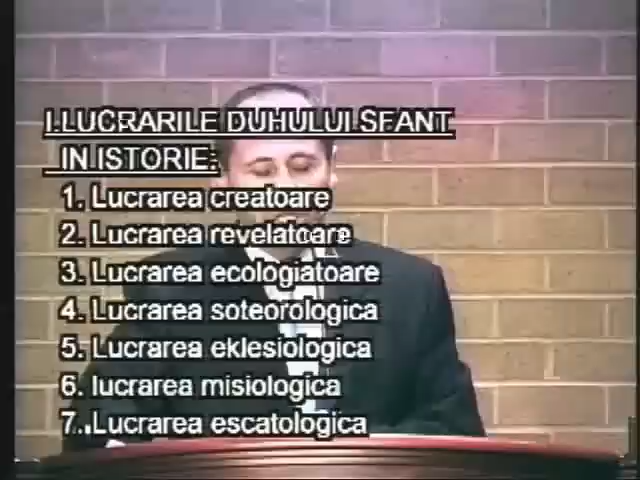 I.LUCRARILE DUHULUI SFANT
IN ISTORIE:
1. Lucrarea creatoare
2. Lucrarea revelatoare
3. Lucrarea ecologiatoare
4. Lucrarea soteorologica
5. Lucrarea eklesiologica
6. lucrarea misiologica
7..Lucrarea escatologica